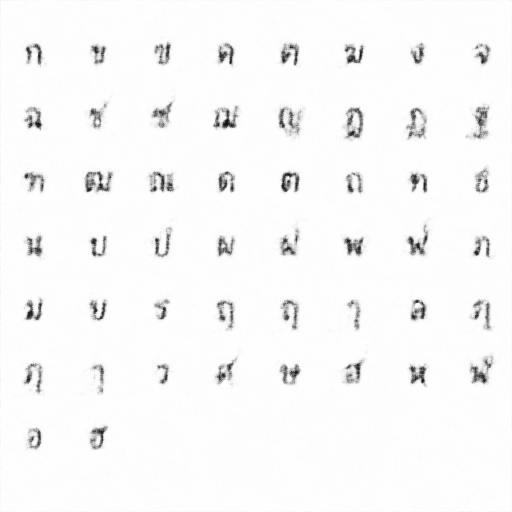 ก ข ฃ ค ฅ ฆ ง จ
ฉ ช ซ ฌ ญ ฎ ฏ ฐ
ฑ ฒ ณ ด ต ถ ท ธ
น บ ป ผ ฝ พ ฟ ภ
ม ย ร ฤ ฤ ๅ ล ฦ
ฦ ๅ ว ศ ษ ส ห ฬ
อ ฮ